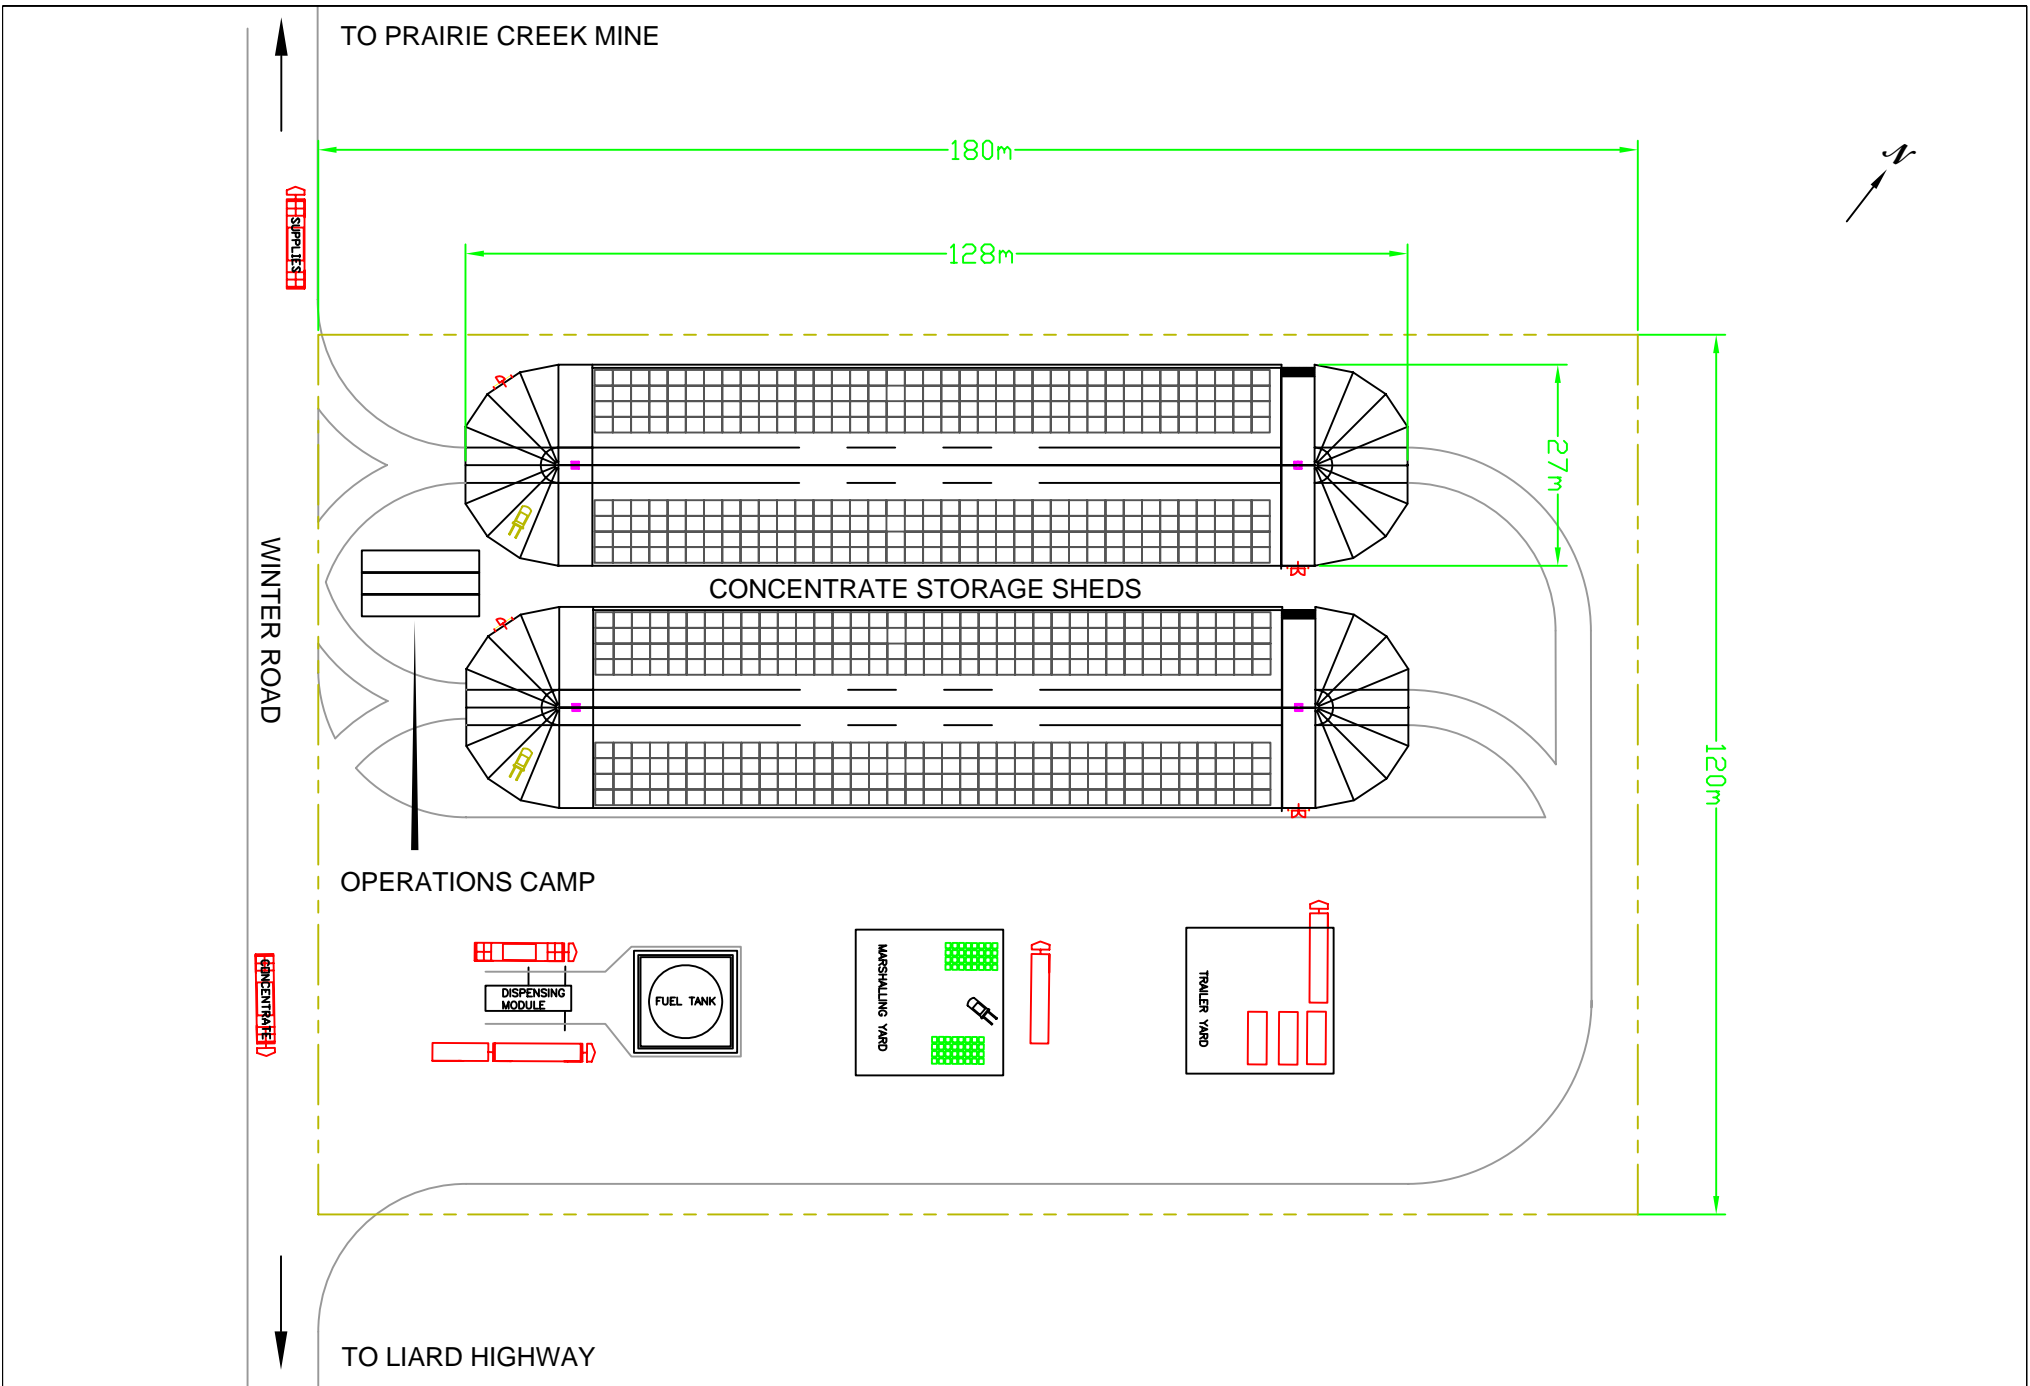 TO PRAIRIE CREEK MINE
180m
N
128m
SUPPLIES
27m
CONCENTRATE STORAGE SHEDS
WINTER ROAD
120m
OPERATIONS CAMP
CONCENTRATE
DISPENSING
MODULE
FUEL TANK
MARSHALLING YARD
TRAILER YARD
TO LIARD HIGHWAY